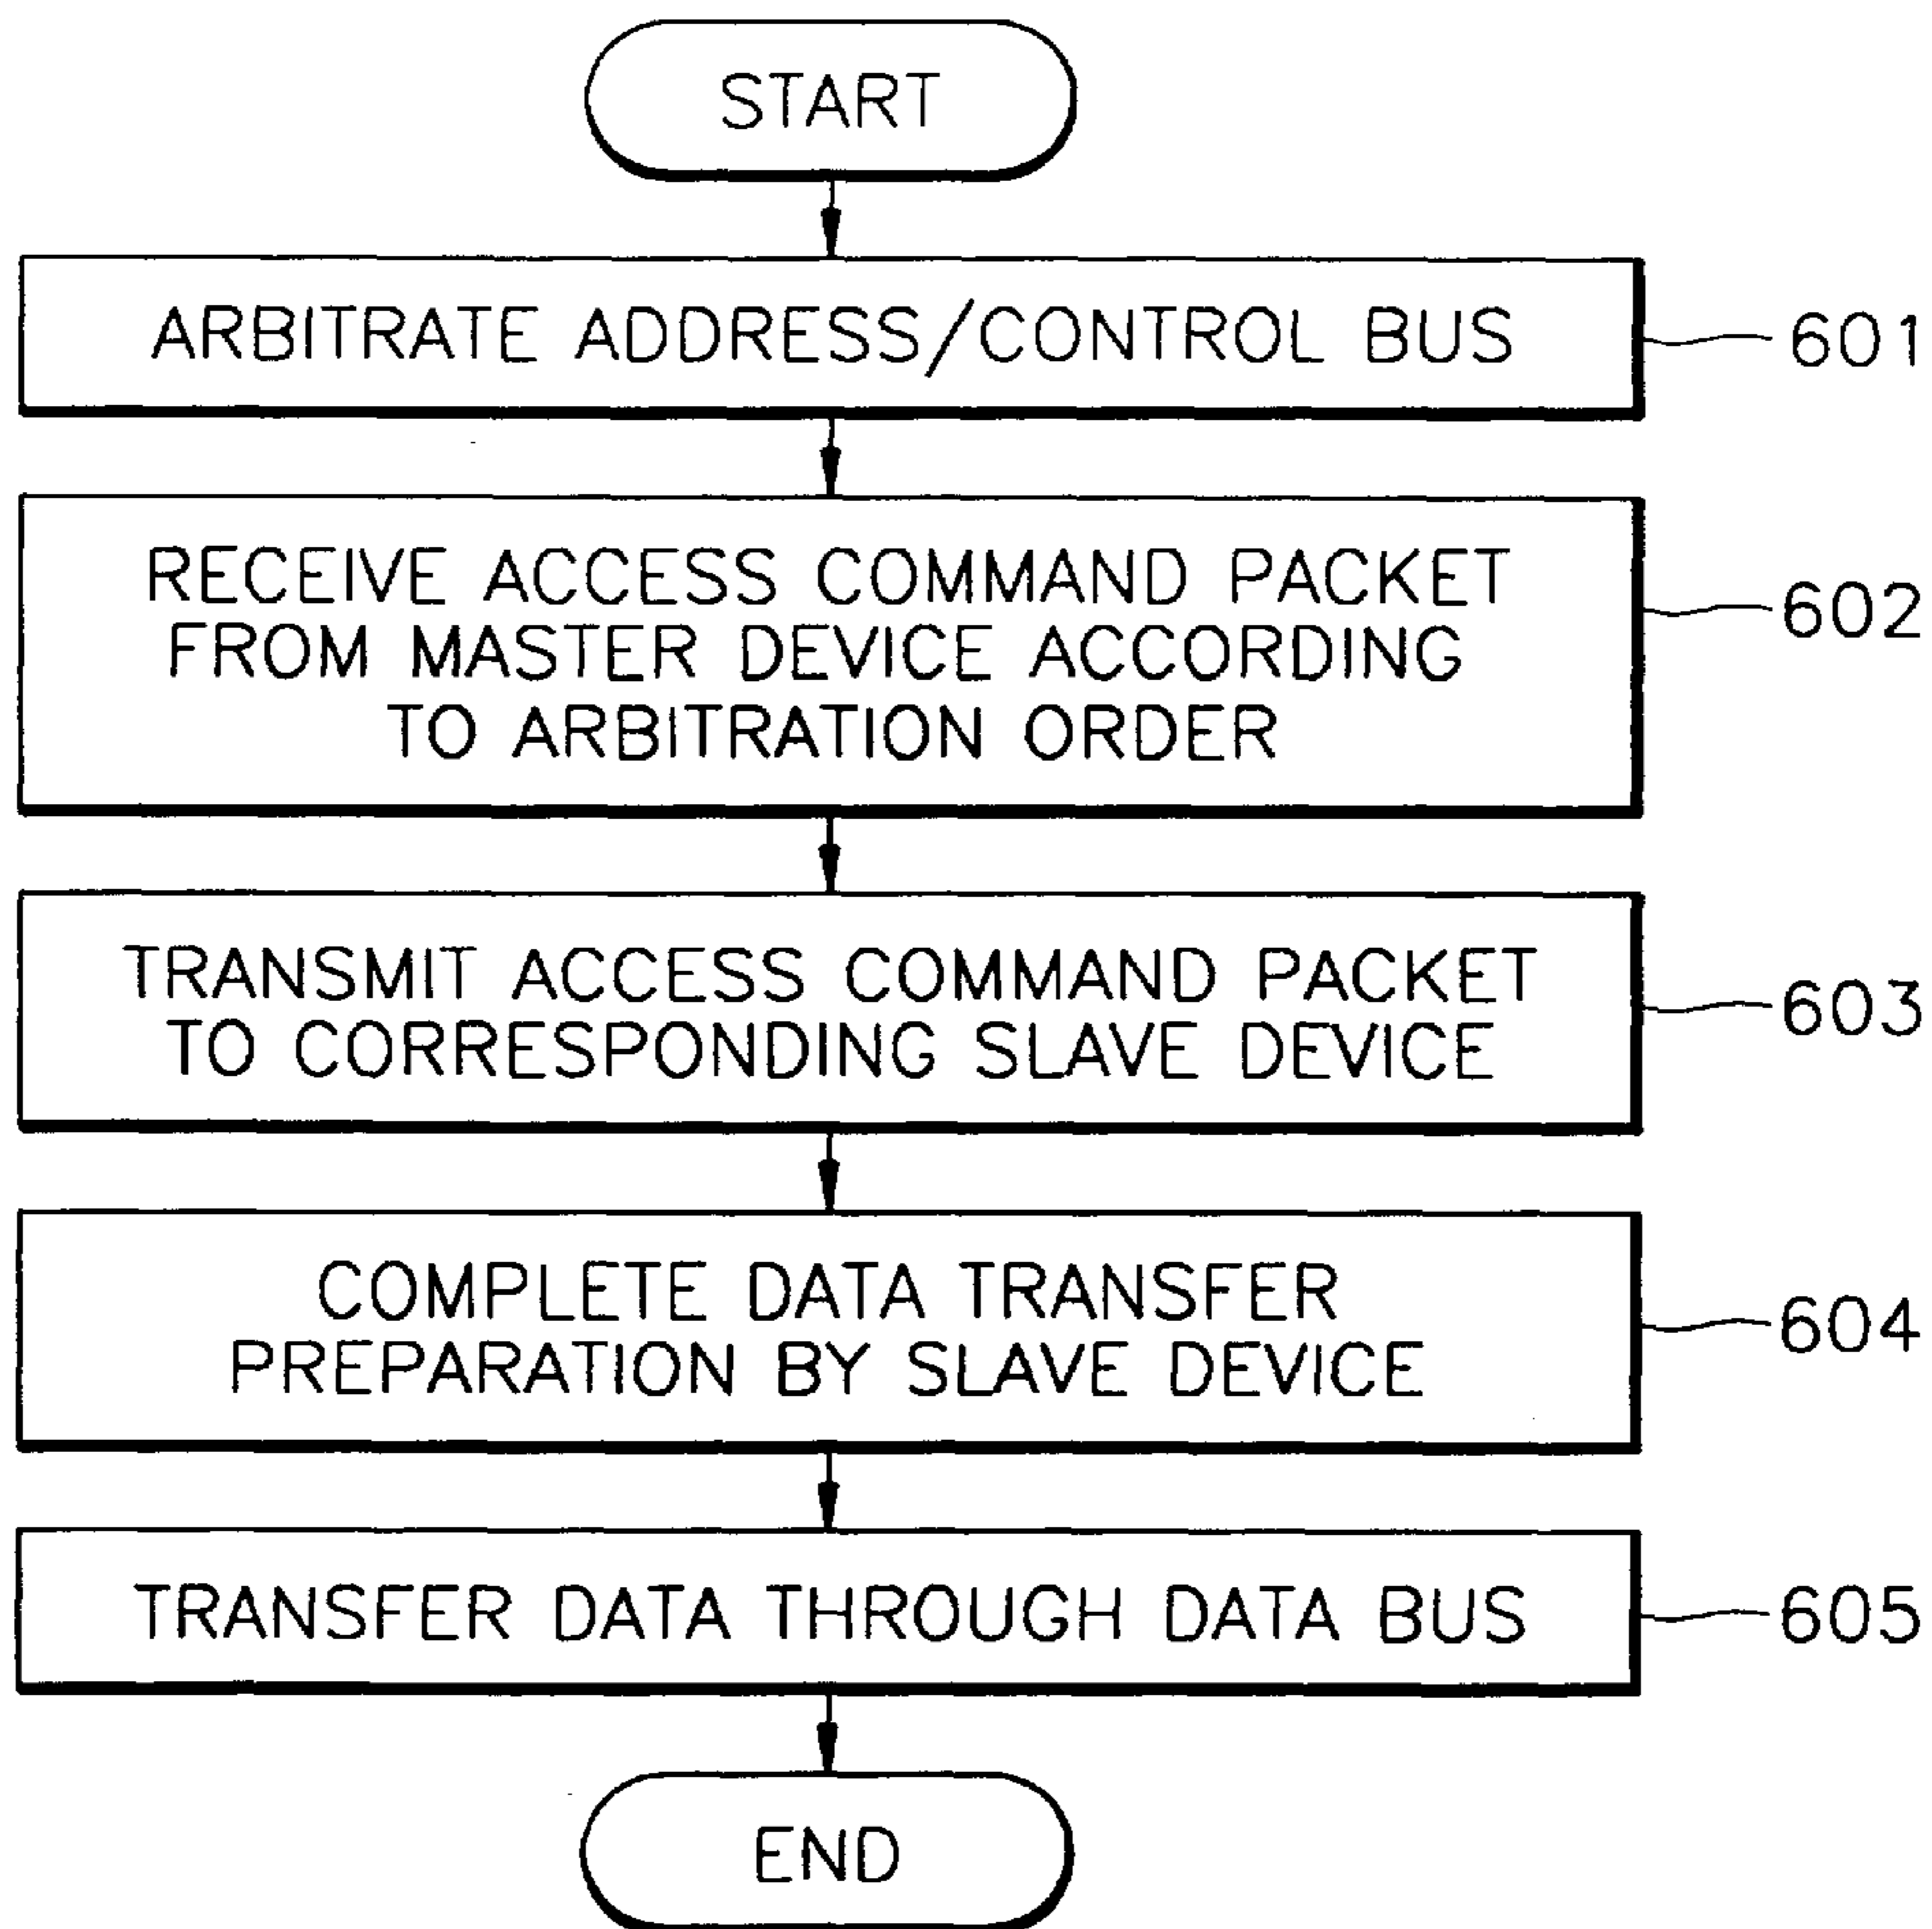 START
ARBITRATE ADDRESS/CONTROL BUS
601
RECEIVE ACCESS COMMAND PACKET
FROM MASTER DEVICE ACCORDING
TO ARBITRATION ORDER
602
TRANSMIT ACCESS COMMAND PACKET
TO CORRESPONDING SLAVE DEVICE
603
COMPLETE DATA TRANSFER
PREPARATION BY SLAVE DEVICE
604
TRANSFER DATA THROUGH DATA BUS
605
END